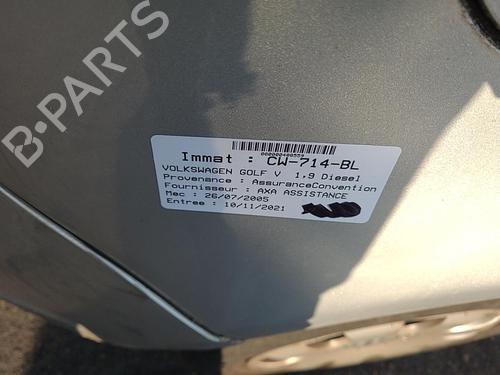 B-PARTS
000000480559
Immat : CW-714-BL
VOLKSWAGEN GOLF V 1,9 Diesel
Provenance : AssuranceConvention
Fournisseur : AXA ASSISTANCE
Mec : 26/07/2005
Entree : 10/11/2021